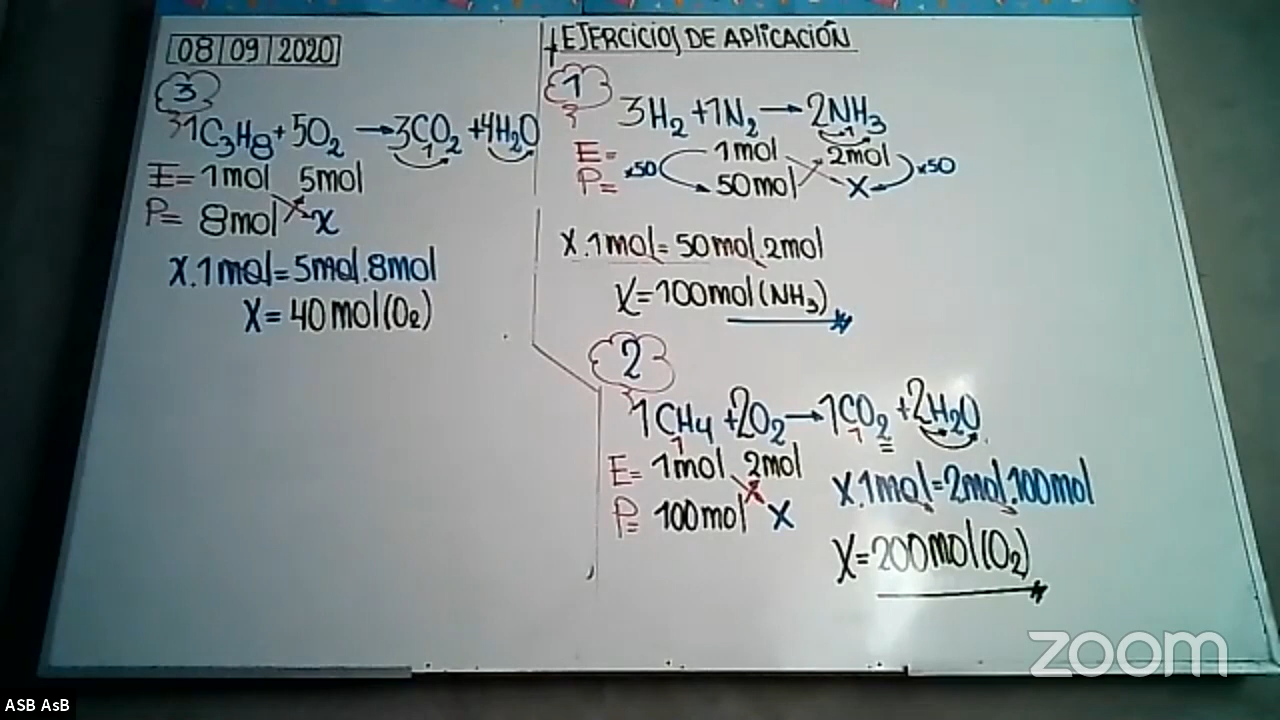 08 09 2020
3
1C₃H₈ + 5O₂ → 3CO₂ + 4H₂O
E= 1mol 5mol
P= 8mol x
X.1mol=5mol.8mol
X=40mol(O₂)
EJERCICIOS DE APLICACIÓN
1
3H₂ + 1N₂ → 2NH₃
E= 1mol 2mol
P= ×50 50mol X ×50
X.1mol=50mol.2mol
X=100mol(NH₃)
2
1CH₄ + 2O₂ → 1CO₂ + 2H₂O
E= 1mol 2mol
P= 100mol X
X.1mol=2mol.100mol
X=200mol(O₂)
zoom
ASB AsB